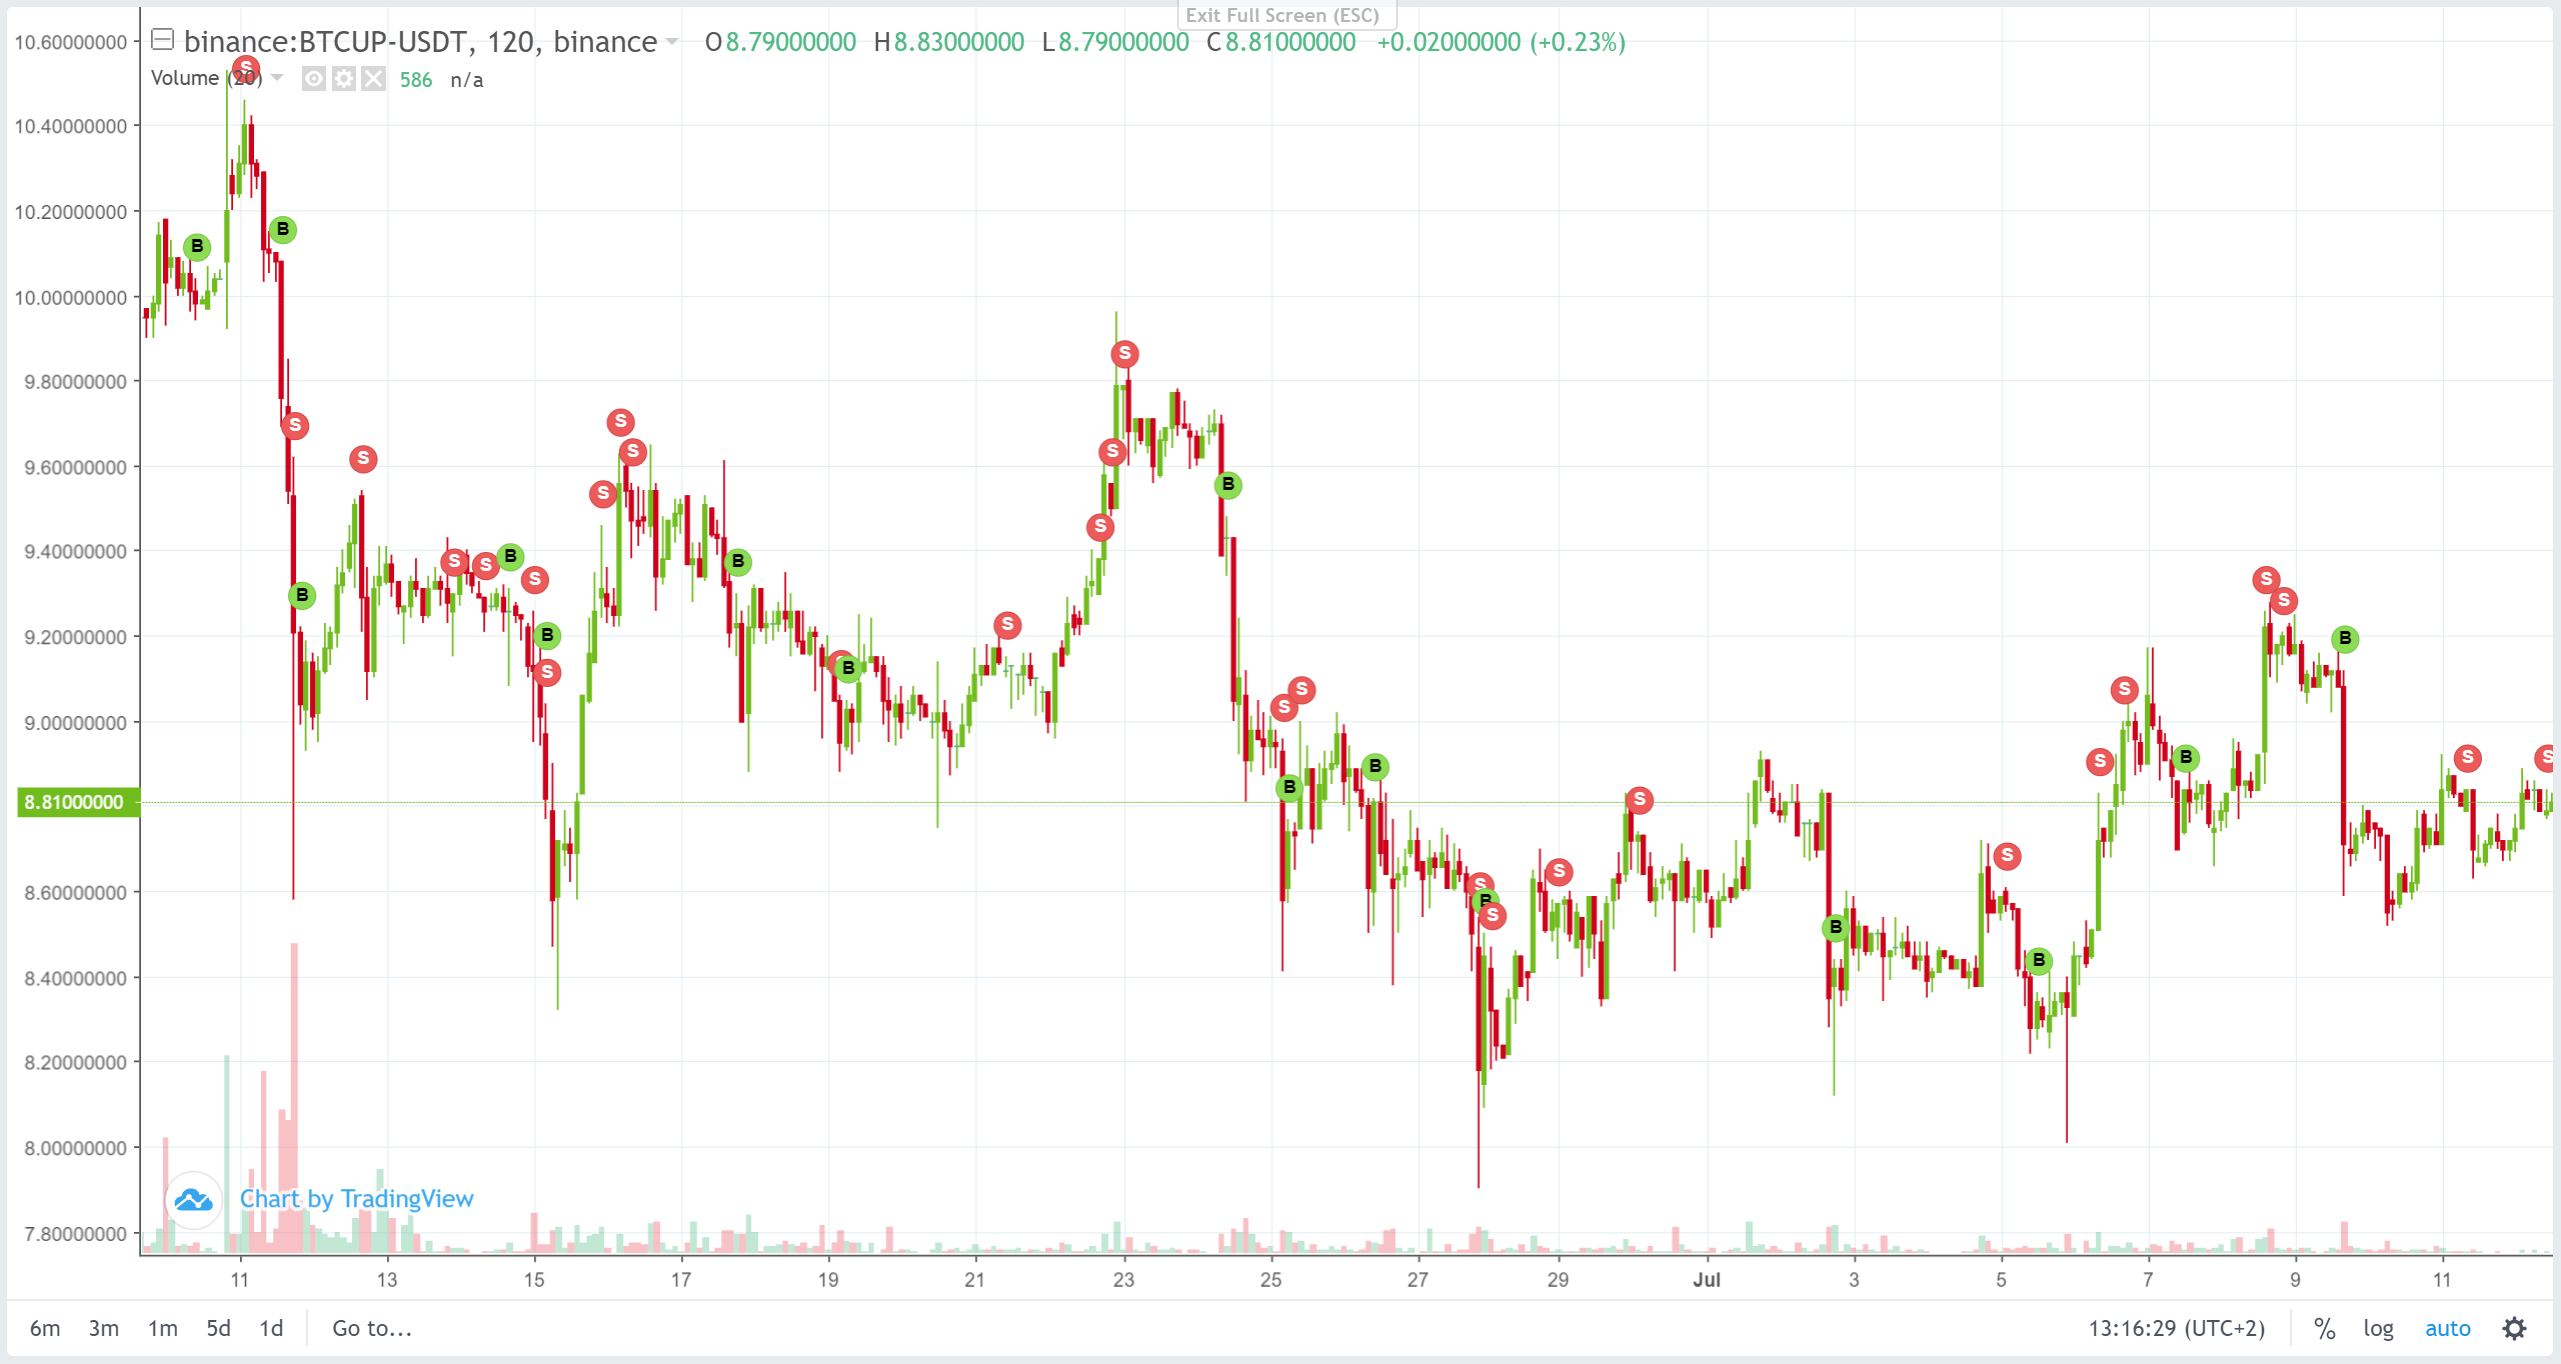 Exit Full Screen (ESC)
binance:BTCUP-USDT, 120, binance O8.79000000 H8.83000000 L8.79000000 C8.81000000 +0.02000000 (+0.23%)
Volume (20) 586 n/a
10.60000000
10.40000000
10.20000000
10.00000000
9.80000000
9.60000000
9.40000000
9.20000000
9.00000000
8.81000000
8.60000000
8.40000000
8.20000000
8.00000000
7.80000000
S
B
B
S
B
S
S
S
B
S
B
S
S
S
S
B
B
S
S
S
S
B
S
S
B
B
S
B
S
S
S
B
S
B
S
S
B
S
S
B
S
S
Chart by TradingView
11 13 15 17 19 21 23 25 27 29 Jul 3 5 7 9 11
6m 3m 1m 5d 1d Go to... 13:16:29 (UTC+2) % log auto